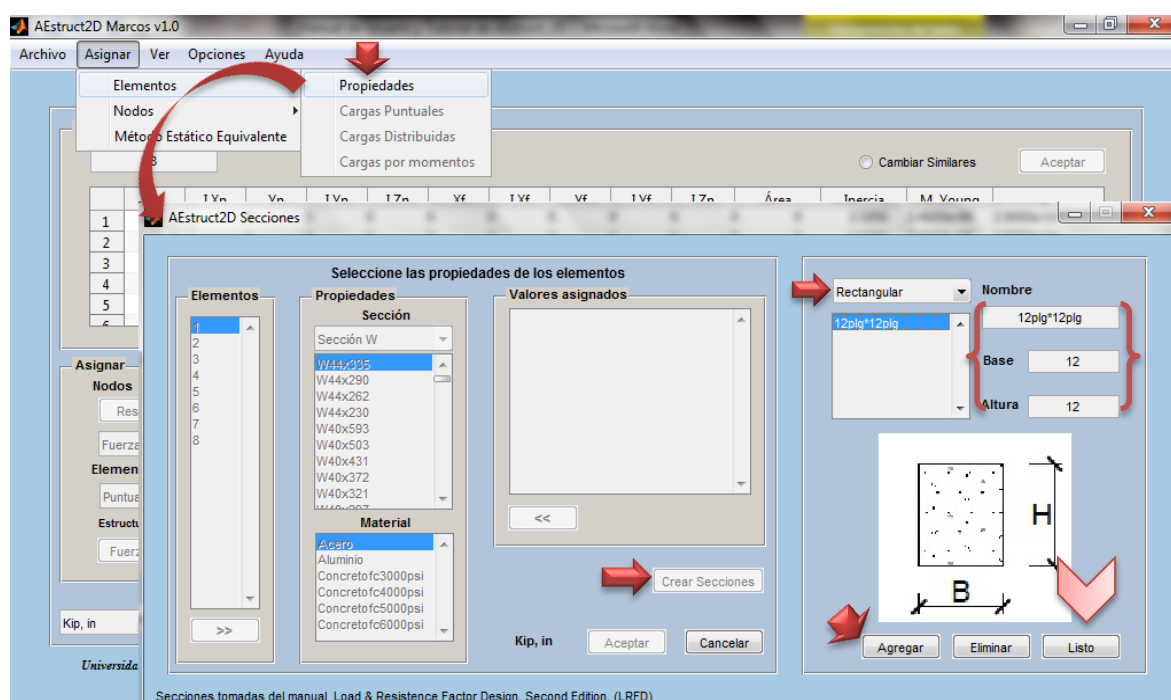 AEstruct2D Marcos v1.0
Archivo Asignar Ver Opciones Ayuda
Elementos
Nodos
Método Estático Equivalente
Propiedades
Cargas Puntuales
Cargas Distribuidas
Cargas por momentos
Cambiar Similares
Aceptar
Área Inercia M. Young
1
2
3
4
5
Asignar
Nodos
Elemen
Kip, in
AEstruct2D Secciones
Seleccione las propiedades de los elementos
Elementos
1
2
3
4
5
6
7
8
>>
Propiedades
Sección
Sección W
W44x335
W44x290
W44x262
W44x230
W40x593
W40x503
W40x431
W40x372
W40x321
Material
Acero
Aluminio
Concretofc3000psi
Concretofc4000psi
Concretofc5000psi
Concretofc6000psi
Valores asignados
<<
Crear Secciones
Kip, in
Aceptar
Cancelar
Rectangular
12plg*12plg
Nombre
12plg*12plg
Base 12
Altura 12
H
B
Agregar
Eliminar
Listo
Secciones tomadas del manual Load & Resistence Factor Design. Second Edition. (LRFD)